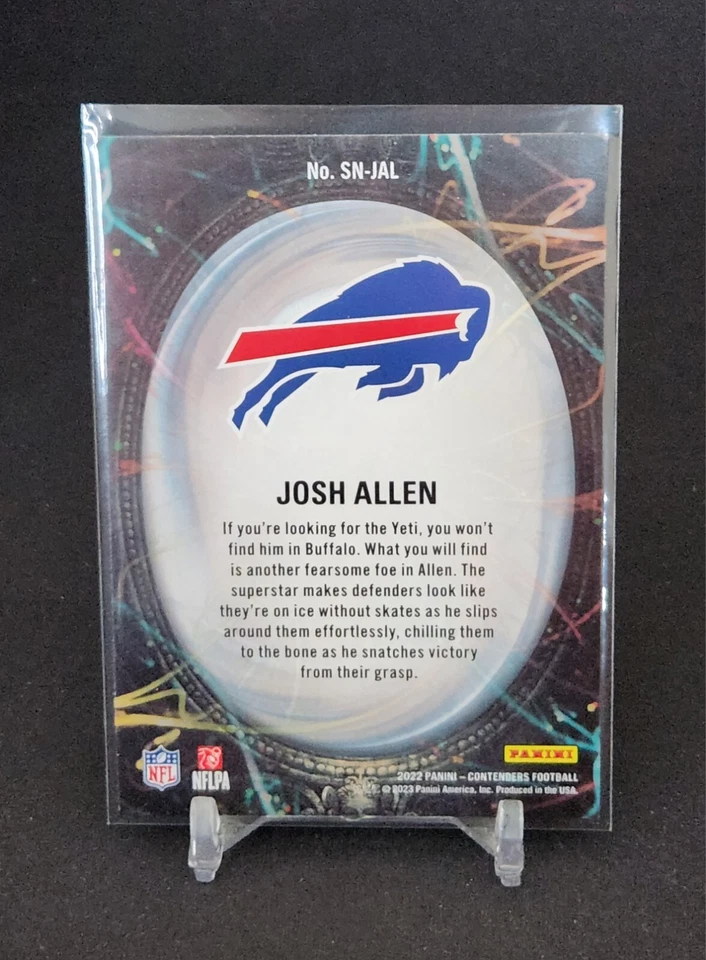 No. SN-JAL
JOSH ALLEN
If you're looking for the Yeti, you won't
find him in Buffalo. What you will find
is another fearsome foe in Allen. The
superstar makes defenders look like
they're on ice without skates as he slips
around them effortlessly, chilling them
to the bone as he snatches victory
from their grasp.
NFL
NFLPA
PANINI
2022 PANINI – CONTENDERS FOOTBALL
© 2023 Panini America, Inc. Produced in the USA.